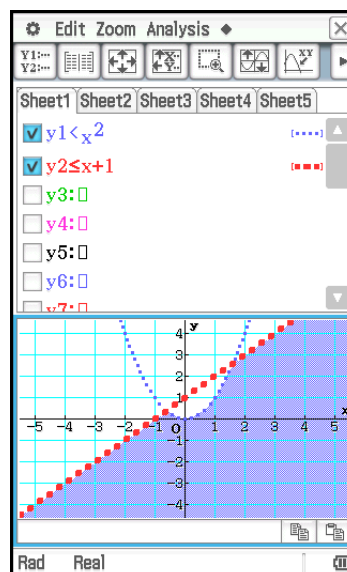 Edit Zoom Analysis ◆
Y1:···
Y2:···
XY
Sheet1 Sheet2 Sheet3 Sheet4 Sheet5
y1<x²
y2≤x+1
y3:▯
y4:▯
y5:▯
y6:▯
y7:▯
y
4
3
2
1
-5 -4 -3 -2 -1 O 1 2 3 4 5 x
-1
-2
-3
-4
Rad Real